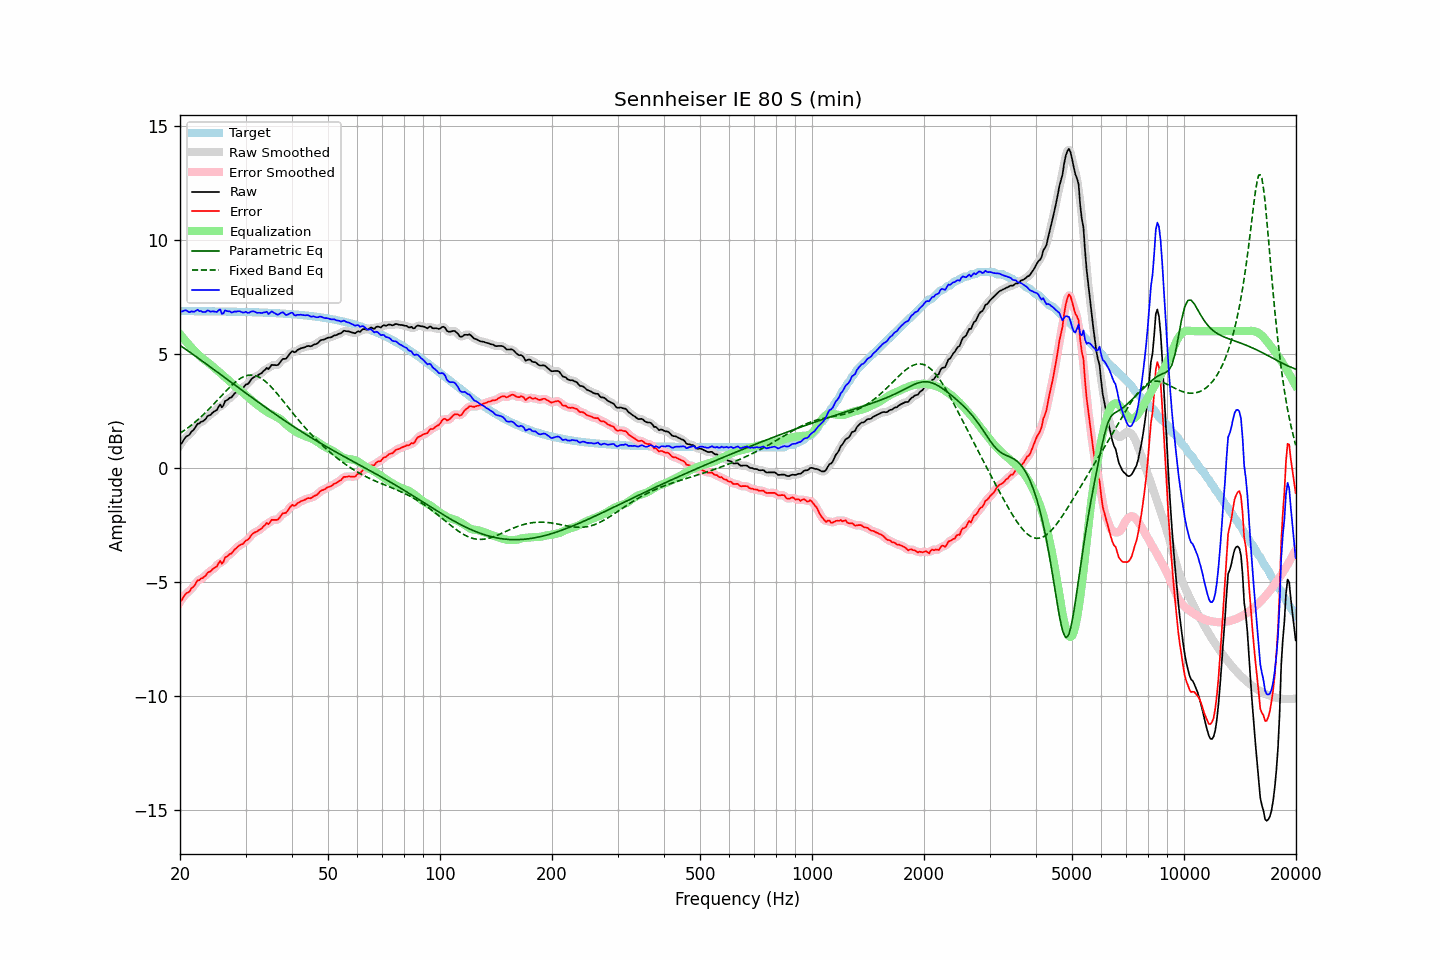 Sennheiser IE 80 S (min)
Target
Raw Smoothed
Error Smoothed
Raw
Error
Equalization
Parametric Eq
Fixed Band Eq
Equalized
15
10
5
0
−5
−10
−15
Amplitude (dBr)
20 50 100 200 500 1000 2000 5000 10000 20000
Frequency (Hz)